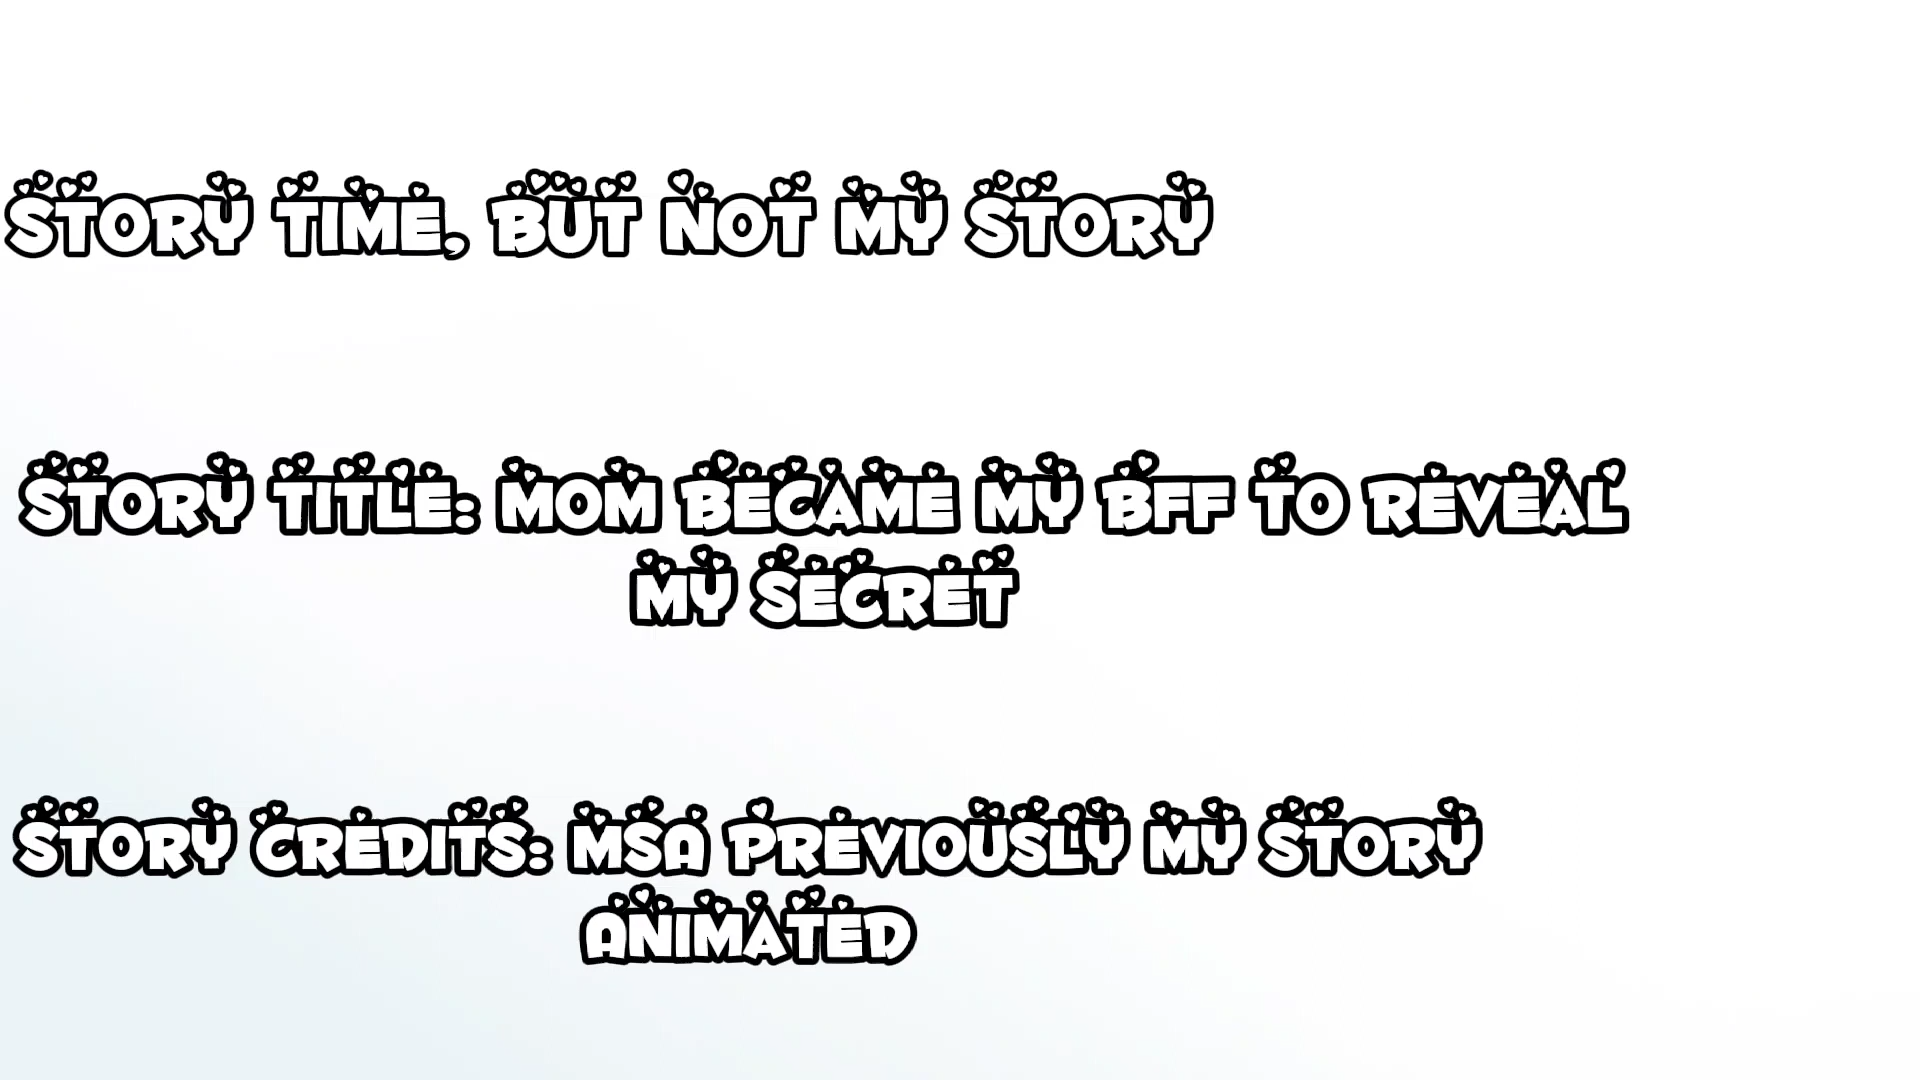 STORY TIME, BUT NOT MY STORY
STORY TITLE: MOM BECAME MY BFF TO REVEAL
MY SECRET
STORY CREDITS: MSA PREVIOUSLY MY STORY
ANIMATED